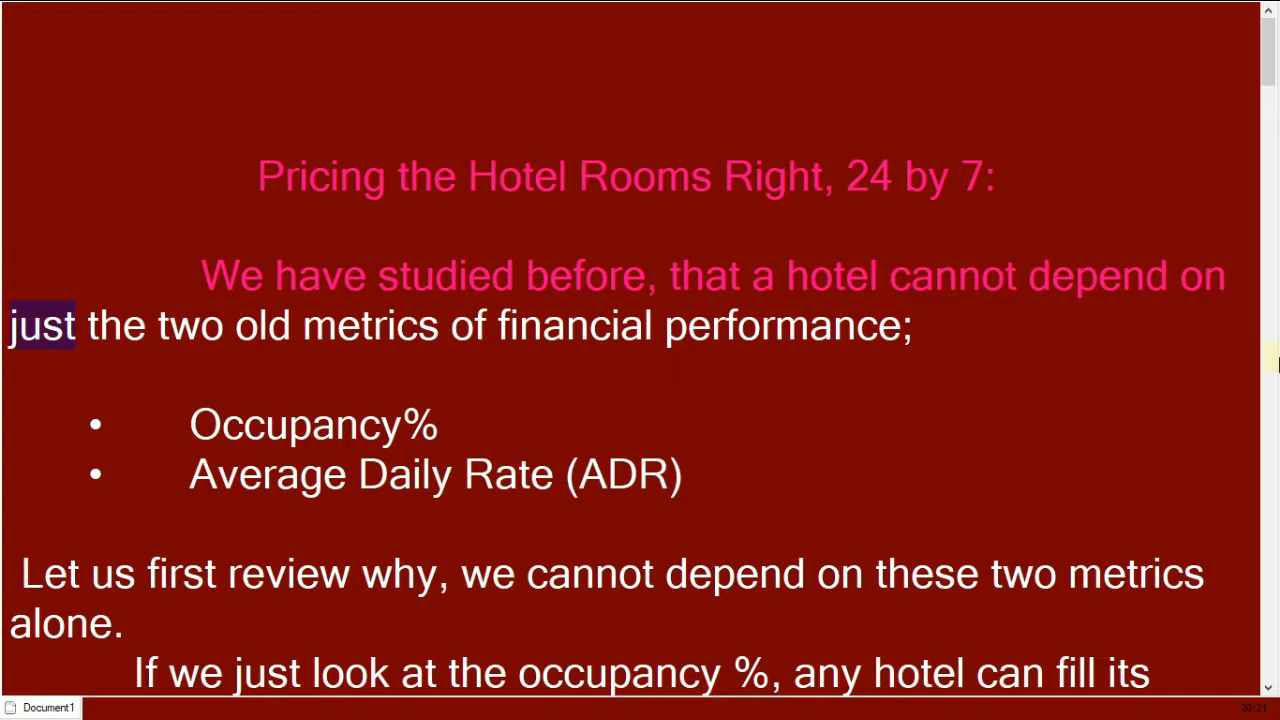 Pricing the Hotel Rooms Right, 24 by 7:
We have studied before, that a hotel cannot depend on
just the two old metrics of financial performance;
• Occupancy%
• Average Daily Rate (ADR)
Let us first review why, we cannot depend on these two metrics
alone.
If we just look at the occupancy %, any hotel can fill its
Document1
30:21